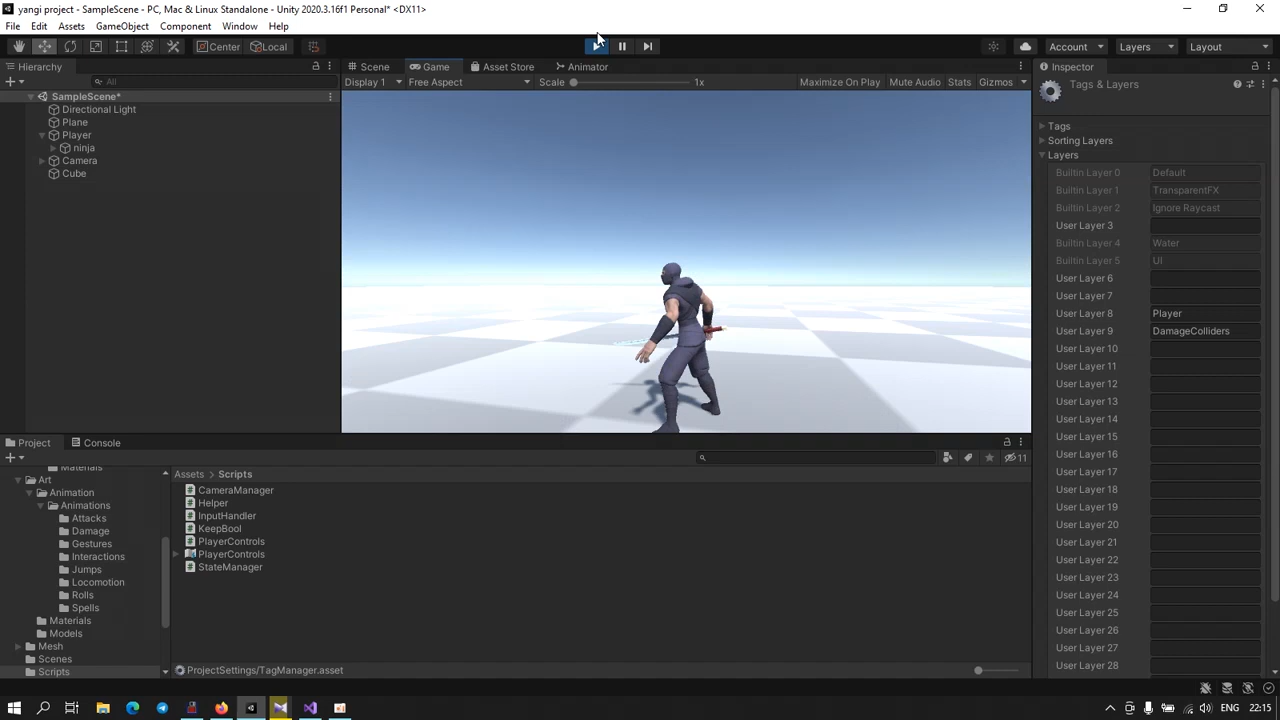 yangi project - SampleScene - PC, Mac & Linux Standalone - Unity 2020.3.16f1 Personal* <DX11>
File Edit Assets GameObject Component Window Help
Center Local Account Layers Layout
Hierarchy Scene Game Asset Store Animator Inspector
All Display 1 Free Aspect Scale 1x Maximize On Play Mute Audio Stats Gizmos Tags & Layers
SampleScene*
Directional Light
Plane
Player
ninja
Camera
Cube
Tags
Sorting Layers
Layers
Builtin Layer 0 Default
Builtin Layer 1 TransparentFX
Builtin Layer 2 Ignore Raycast
User Layer 3
Builtin Layer 4 Water
Builtin Layer 5 UI
User Layer 6
User Layer 7
User Layer 8 Player
User Layer 9 DamageColliders
User Layer 10
User Layer 11
User Layer 12
User Layer 13
User Layer 14
User Layer 15
User Layer 16
User Layer 17
User Layer 18
User Layer 19
User Layer 20
User Layer 21
User Layer 22
User Layer 23
User Layer 24
User Layer 25
User Layer 26
User Layer 27
User Layer 28
Project Console
11
Materials
Art
Animation
Animations
Attacks
Damage
Gestures
Interactions
Jumps
Locomotion
Rolls
Spells
Materials
Models
Mesh
Scenes
Scripts
Assets > Scripts
CameraManager
Helper
InputHandler
KeepBool
PlayerControls
PlayerControls
StateManager
ProjectSettings/TagManager.asset
ENG 22:15